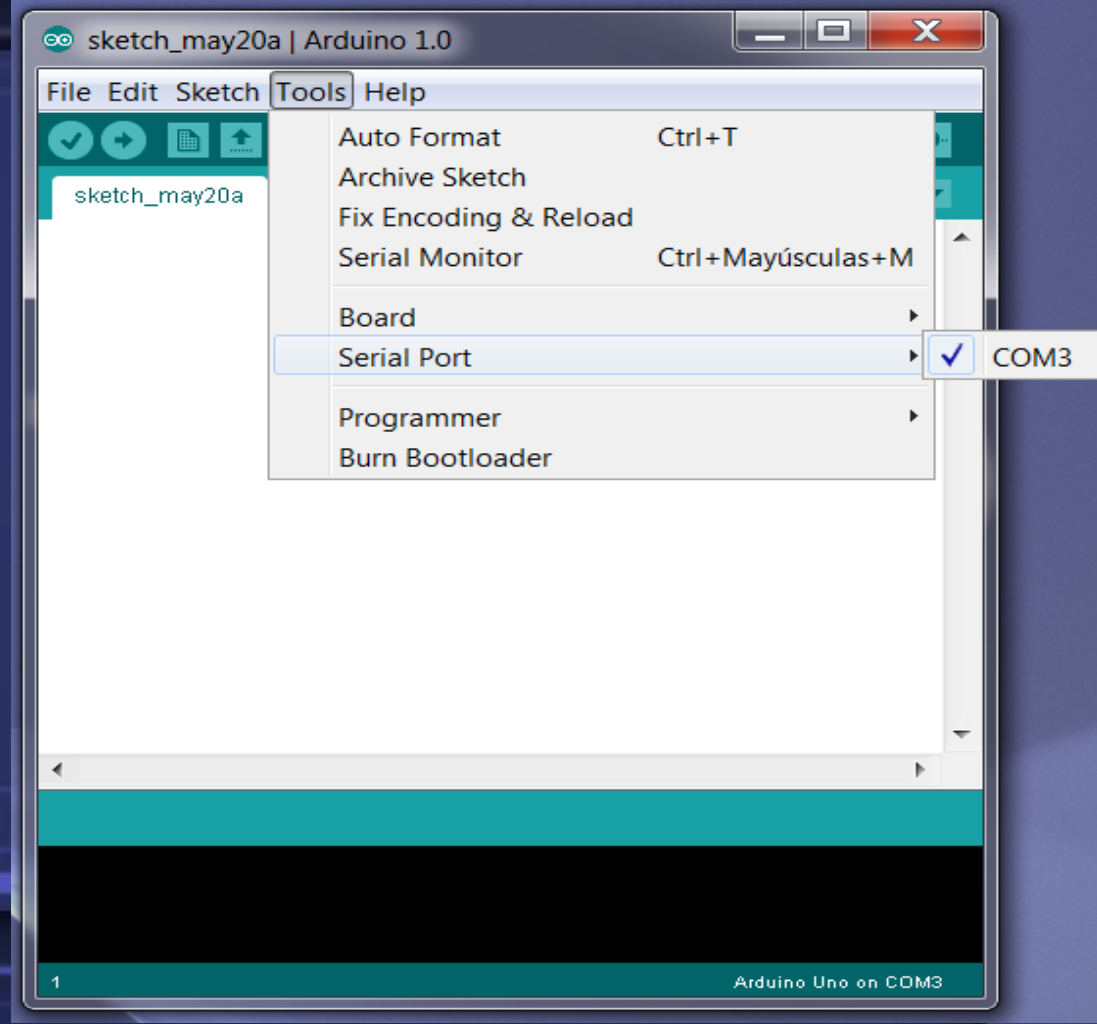 sketch_may20a | Arduino 1.0
File Edit Sketch Tools Help
Auto Format Ctrl+T
sketch_may20a
Archive Sketch
Fix Encoding & Reload
Serial Monitor Ctrl+Mayúsculas+M
Board
Serial Port
COM3
Programmer
Burn Bootloader
1 Arduino Uno on COM3